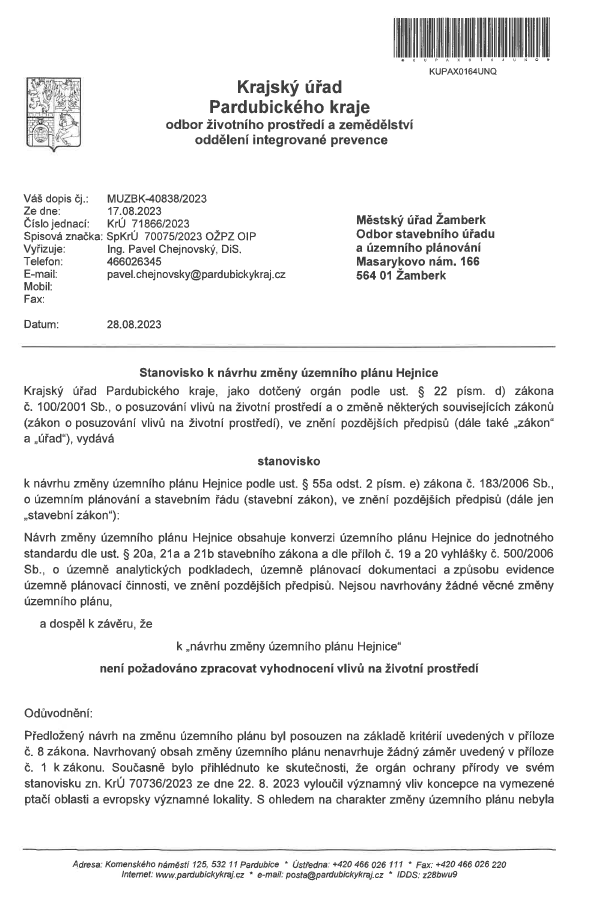 KUPAX0164UNQ
Krajský úřad
Pardubického kraje
odbor životního prostředí a zemědělství
oddělení integrované prevence
Váš dopis čj.: MUZBK-40838/2023
Ze dne: 17.08.2023
Číslo jednací: KrÚ 71866/2023
Spisová značka: SpKrÚ 70075/2023 OŽPZ OIP
Vyřizuje: Ing. Pavel Chejnovský, DiS.
Telefon: 466026345
E-mail: pavel.chejnovsky@pardubickykraj.cz
Mobil:
Fax:
Datum: 28.08.2023
Městský úřad Žamberk
Odbor stavebního úřadu
a územního plánování
Masarykovo nám. 166
564 01 Žamberk
Stanovisko k návrhu změny územního plánu Hejnice
Krajský úřad Pardubického kraje, jako dotčený orgán podle ust. § 22 písm. d) zákona
č. 100/2001 Sb., o posuzování vlivů na životní prostředí a o změně některých souvisejících zákonů
(zákon o posuzování vlivů na životní prostředí), ve znění pozdějších předpisů (dále také „zákon“
a „úřad“), vydává
stanovisko
k návrhu změny územního plánu Hejnice podle ust. § 55a odst. 2 písm. e) zákona č. 183/2006 Sb.,
o územním plánování a stavebním řádu (stavební zákon), ve znění pozdějších předpisů (dále jen
„stavební zákon“):
Návrh změny územního plánu Hejnice obsahuje konverzi územního plánu Hejnice do jednotného
standardu dle ust. § 20a, 21a a 21b stavebního zákona a dle příloh č. 19 a 20 vyhlášky č. 500/2006
Sb., o územně analytických podkladech, územně plánovací dokumentaci a způsobu evidence
územně plánovací činnosti, ve znění pozdějších předpisů. Nejsou navrhovány žádné věcné změny
územního plánu,
a dospěl k závěru, že
k „návrhu změny územního plánu Hejnice“
není požadováno zpracovat vyhodnocení vlivů na životní prostředí
Odůvodnění:
Předložený návrh na změnu územního plánu byl posouzen na základě kritérií uvedených v příloze
č. 8 zákona. Navrhovaný obsah změny územního plánu nenavrhuje žádný záměr uvedený v příloze
č. 1 k zákonu. Současně bylo přihlédnuto ke skutečnosti, že orgán ochrany přírody ve svém
stanovisku zn. KrÚ 70736/2023 ze dne 22. 8. 2023 vyloučil významný vliv koncepce na vymezené
ptačí oblasti a evropsky významné lokality. S ohledem na charakter změny územního plánu nebyla
Adresa: Komenského náměstí 125, 532 11 Pardubice * Ústředna: +420 466 026 111 * Fax: +420 466 026 220
Internet: www.pardubickykraj.cz * e-mail: posta@pardubickykraj.cz * IDDS: z28bwu9